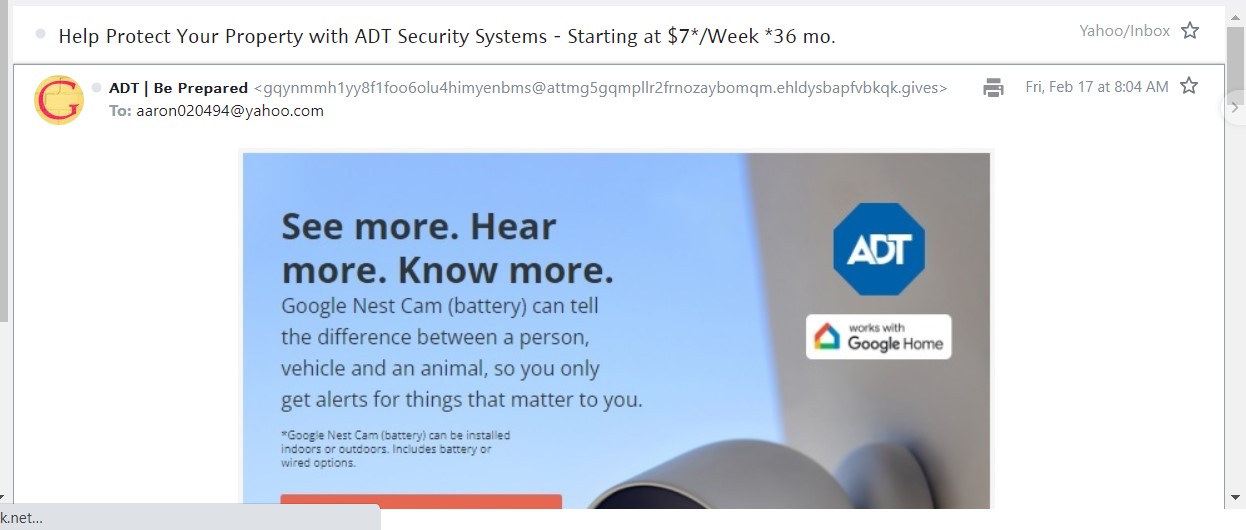 Help Protect Your Property with ADT Security Systems - Starting at $7*/Week *36 mo.
Yahoo/Inbox
G
ADT | Be Prepared <gqynmmh1yy8f1foo6olu4himyenbms@attmg5gqmpllr2frnozaybomqm.ehldysbapfvbkqk.gives>
Fri, Feb 17 at 8:04 AM
To: aaron020494@yahoo.com
See more. Hear
more. Know more.
Google Nest Cam (battery) can tell
the difference between a person,
vehicle and an animal, so you only
get alerts for things that matter to you.
*Google Nest Cam (battery) can be installed
indoors or outdoors. Includes battery or
wired options.
ADT
works with
Google Home
k.net...